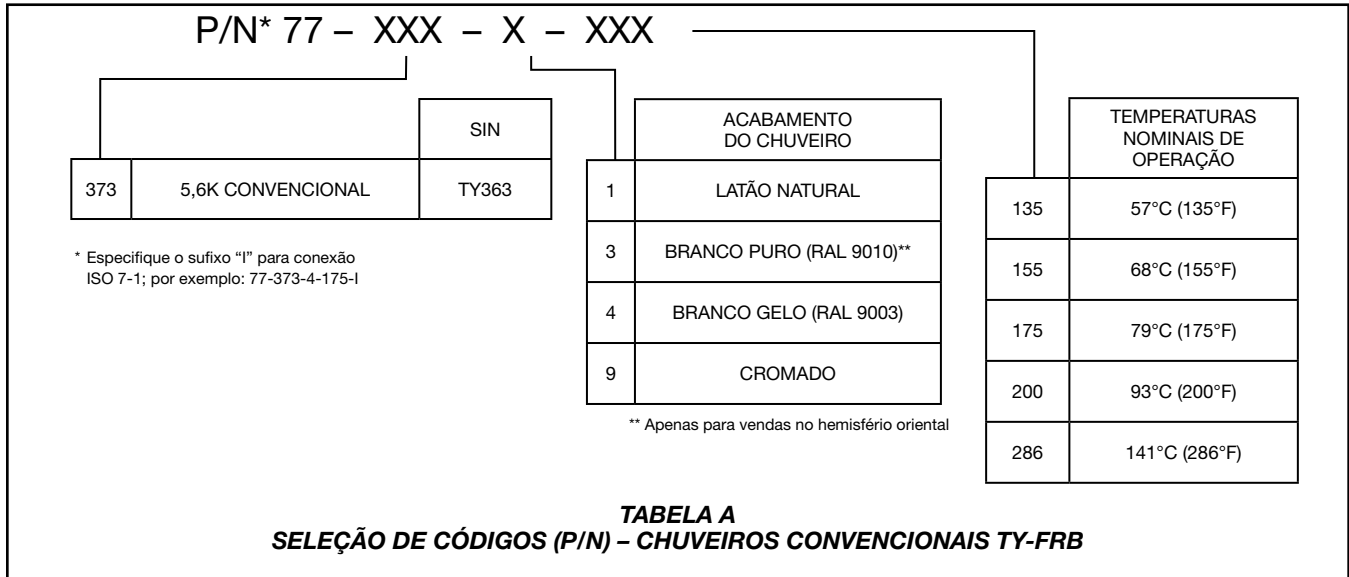 P/N* 77 – XXX – X – XXX
SIN
373 5,6K CONVENCIONAL TY363
* Especifique o sufixo “I” para conexão
ISO 7-1; por exemplo: 77-373-4-175-I
ACABAMENTO
DO CHUVEIRO
1 LATÃO NATURAL
3 BRANCO PURO (RAL 9010)**
4 BRANCO GELO (RAL 9003)
9 CROMADO
** Apenas para vendas no hemisfério oriental
TEMPERATURAS
NOMINAIS DE
OPERAÇÃO
135 57°C (135°F)
155 68°C (155°F)
175 79°C (175°F)
200 93°C (200°F)
286 141°C (286°F)
TABELA A
SELEÇÃO DE CÓDIGOS (P/N) – CHUVEIROS CONVENCIONAIS TY-FRB